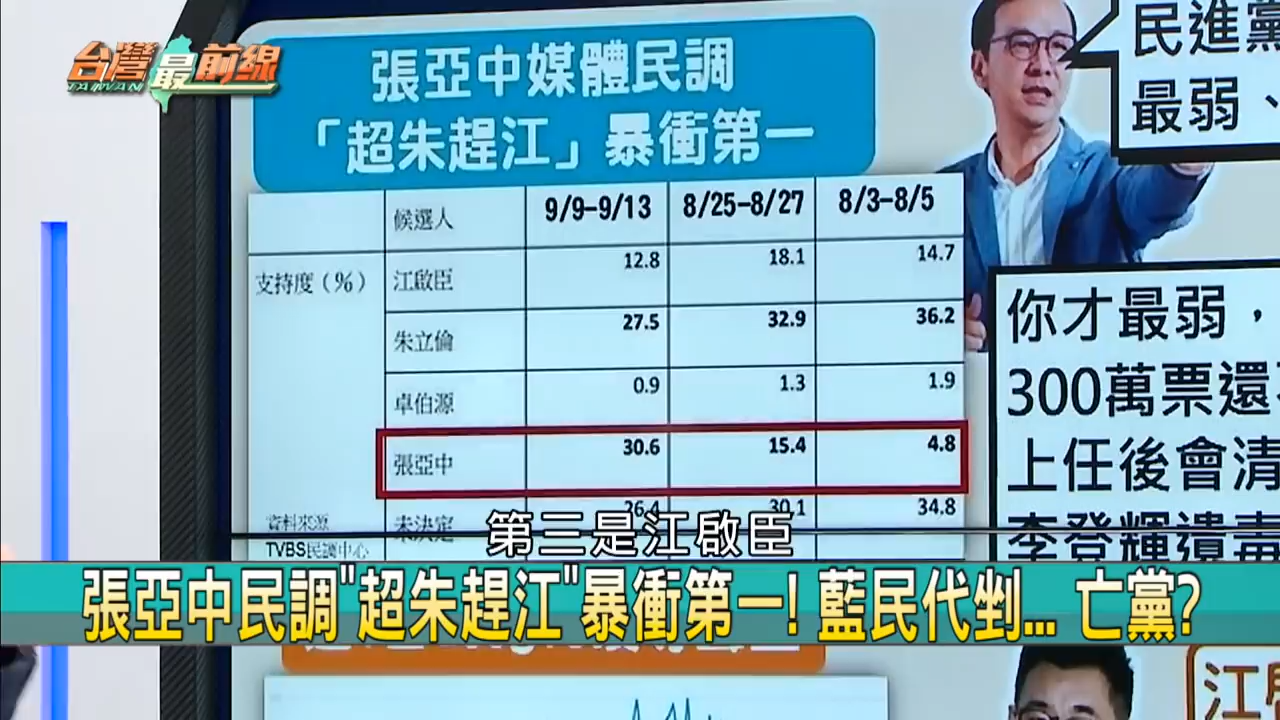 台灣最前線
TAIWAN
張亞中媒體民調
「超朱趕江」暴衝第一
民進黨
最弱、
候選人 9/9-9/13 8/25-8/27 8/3-8/5
支持度(%) 江啟臣 12.8 18.1 14.7
朱立倫 27.5 32.9 36.2
卓伯源 0.9 1.3 1.9
張亞中 30.6 15.4 4.8
未決定 26.4 30.1 34.8
資料來源
TVBS民調中心
你才最弱，
300萬票還
上任後會清
李登輝遺毒
第三是江啟臣
張亞中民調"超朱趕江"暴衝第一! 藍民代剉... 亡黨?
江